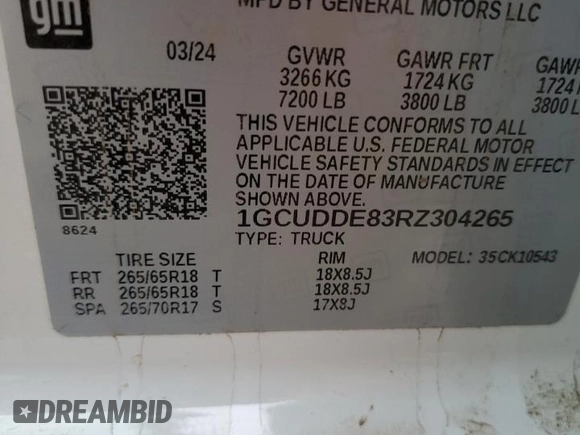 gm
MFD BY GENERAL MOTORS LLC
03/24 GVWR GAWR FRT GAWR
3266 KG 1724 KG 1724 K
7200 LB 3800 LB 3800 L
THIS VEHICLE CONFORMS TO ALL
APPLICABLE U.S. FEDERAL MOTOR
VEHICLE SAFETY STANDARDS IN EFFECT
ON THE DATE OF MANUFACTURE
SHOWN ABOVE.
8624 1GCUDDE83RZ304265
TYPE: TRUCK
TIRE SIZE RIM MODEL: 35CK10543
FRT 265/65R18 T 18X8.5J
RR 265/65R18 T 18X8.5J
SPA 265/70R17 S 17X8J
DREAMBID